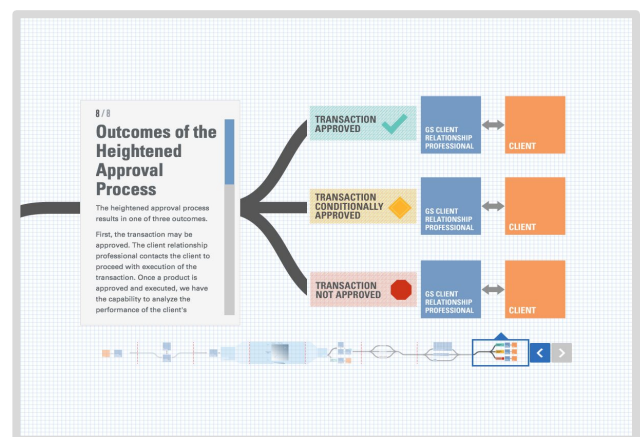 8/8
Outcomes of the
Heightened
Approval
Process
The heightened approval process
results in one of three outcomes.
First, the transaction may be
approved. The client relationship
professional contacts the client to
proceed with execution of the
transaction. Once a product is
approved and executed, we have
the capability to analyze the
performance of the client's
TRANSACTION
APPROVED
GS CLIENT
RELATIONSHIP
PROFESSIONAL
CLIENT
TRANSACTION
CONDITIONALLY
APPROVED
GS CLIENT
RELATIONSHIP
PROFESSIONAL
CLIENT
TRANSACTION
NOT APPROVED
GS CLIENT
RELATIONSHIP
PROFESSIONAL
CLIENT